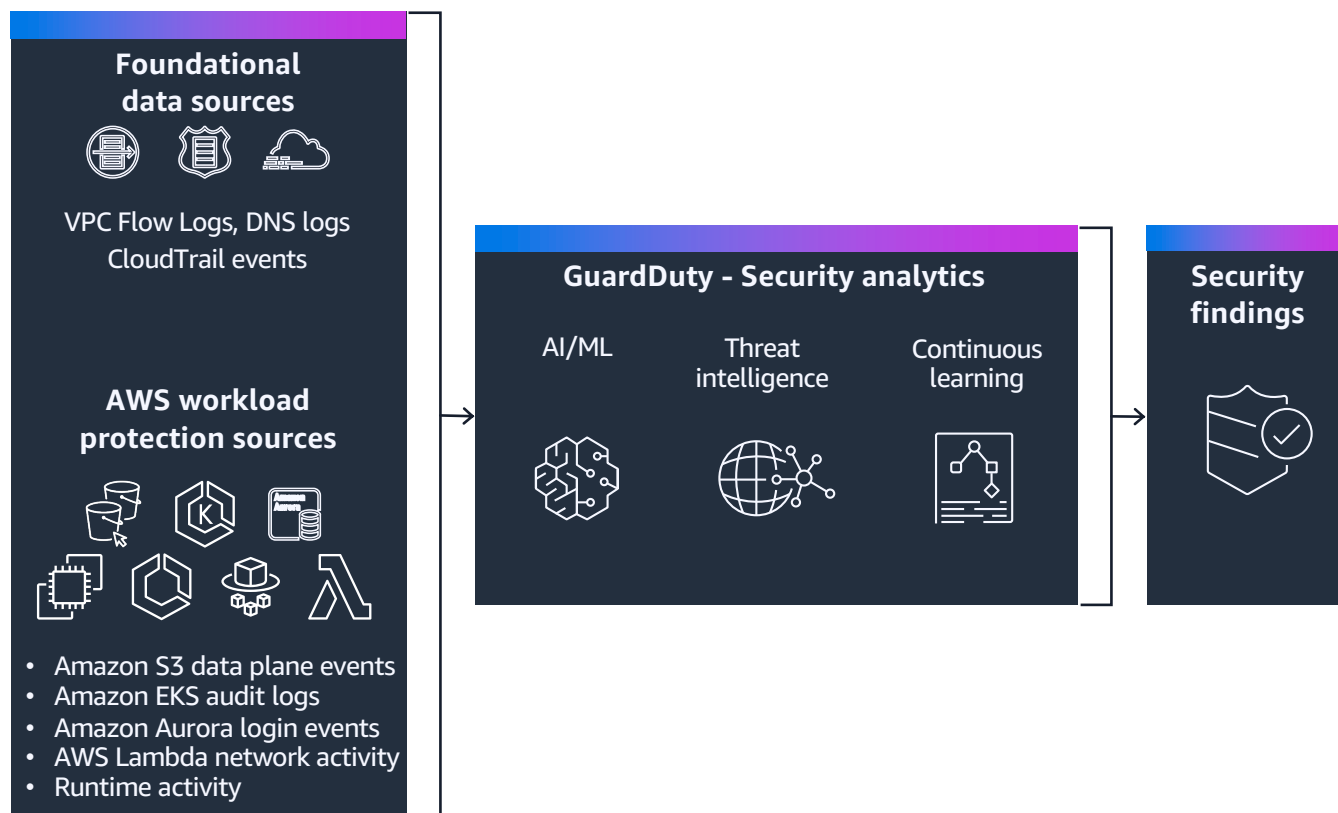 Foundational
data sources
VPC Flow Logs, DNS logs
CloudTrail events
AWS workload
protection sources
K
Amazon
Aurora
• Amazon S3 data plane events
• Amazon EKS audit logs
• Amazon Aurora login events
• AWS Lambda network activity
• Runtime activity
GuardDuty - Security analytics
AI/ML
Threat
intelligence
Continuous
learning
Security
findings